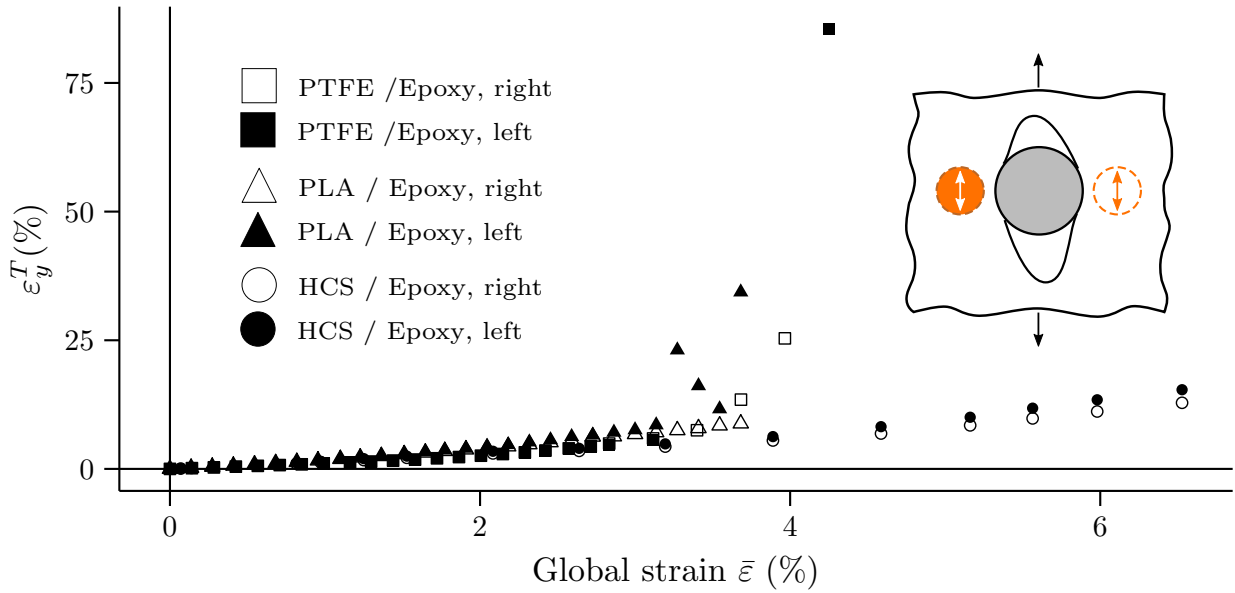 75
50
25
0
ε_y^T (%)
PTFE /Epoxy, right
PTFE /Epoxy, left
PLA / Epoxy, right
PLA / Epoxy, left
HCS / Epoxy, right
HCS / Epoxy, left
0 2 4 6
Global strain ε̄ (%)